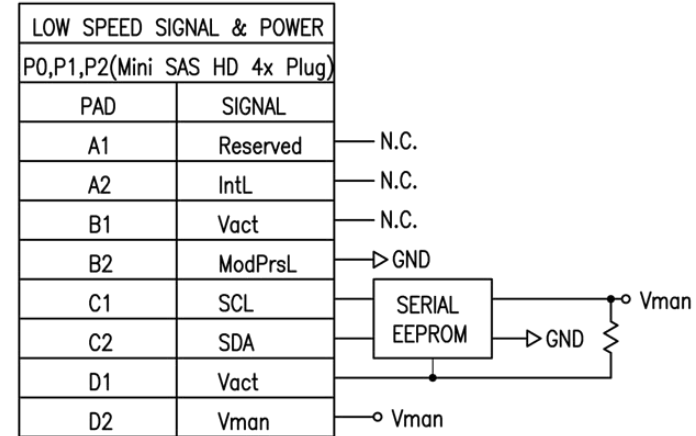 LOW SPEED SIGNAL & POWER
P0,P1,P2(Mini SAS HD 4x Plug)
PAD SIGNAL
A1 Reserved N.C.
A2 IntL N.C.
B1 Vact N.C.
B2 ModPrsL GND
C1 SCL SERIAL Vman
C2 SDA EEPROM GND
D1 Vact
D2 Vman Vman